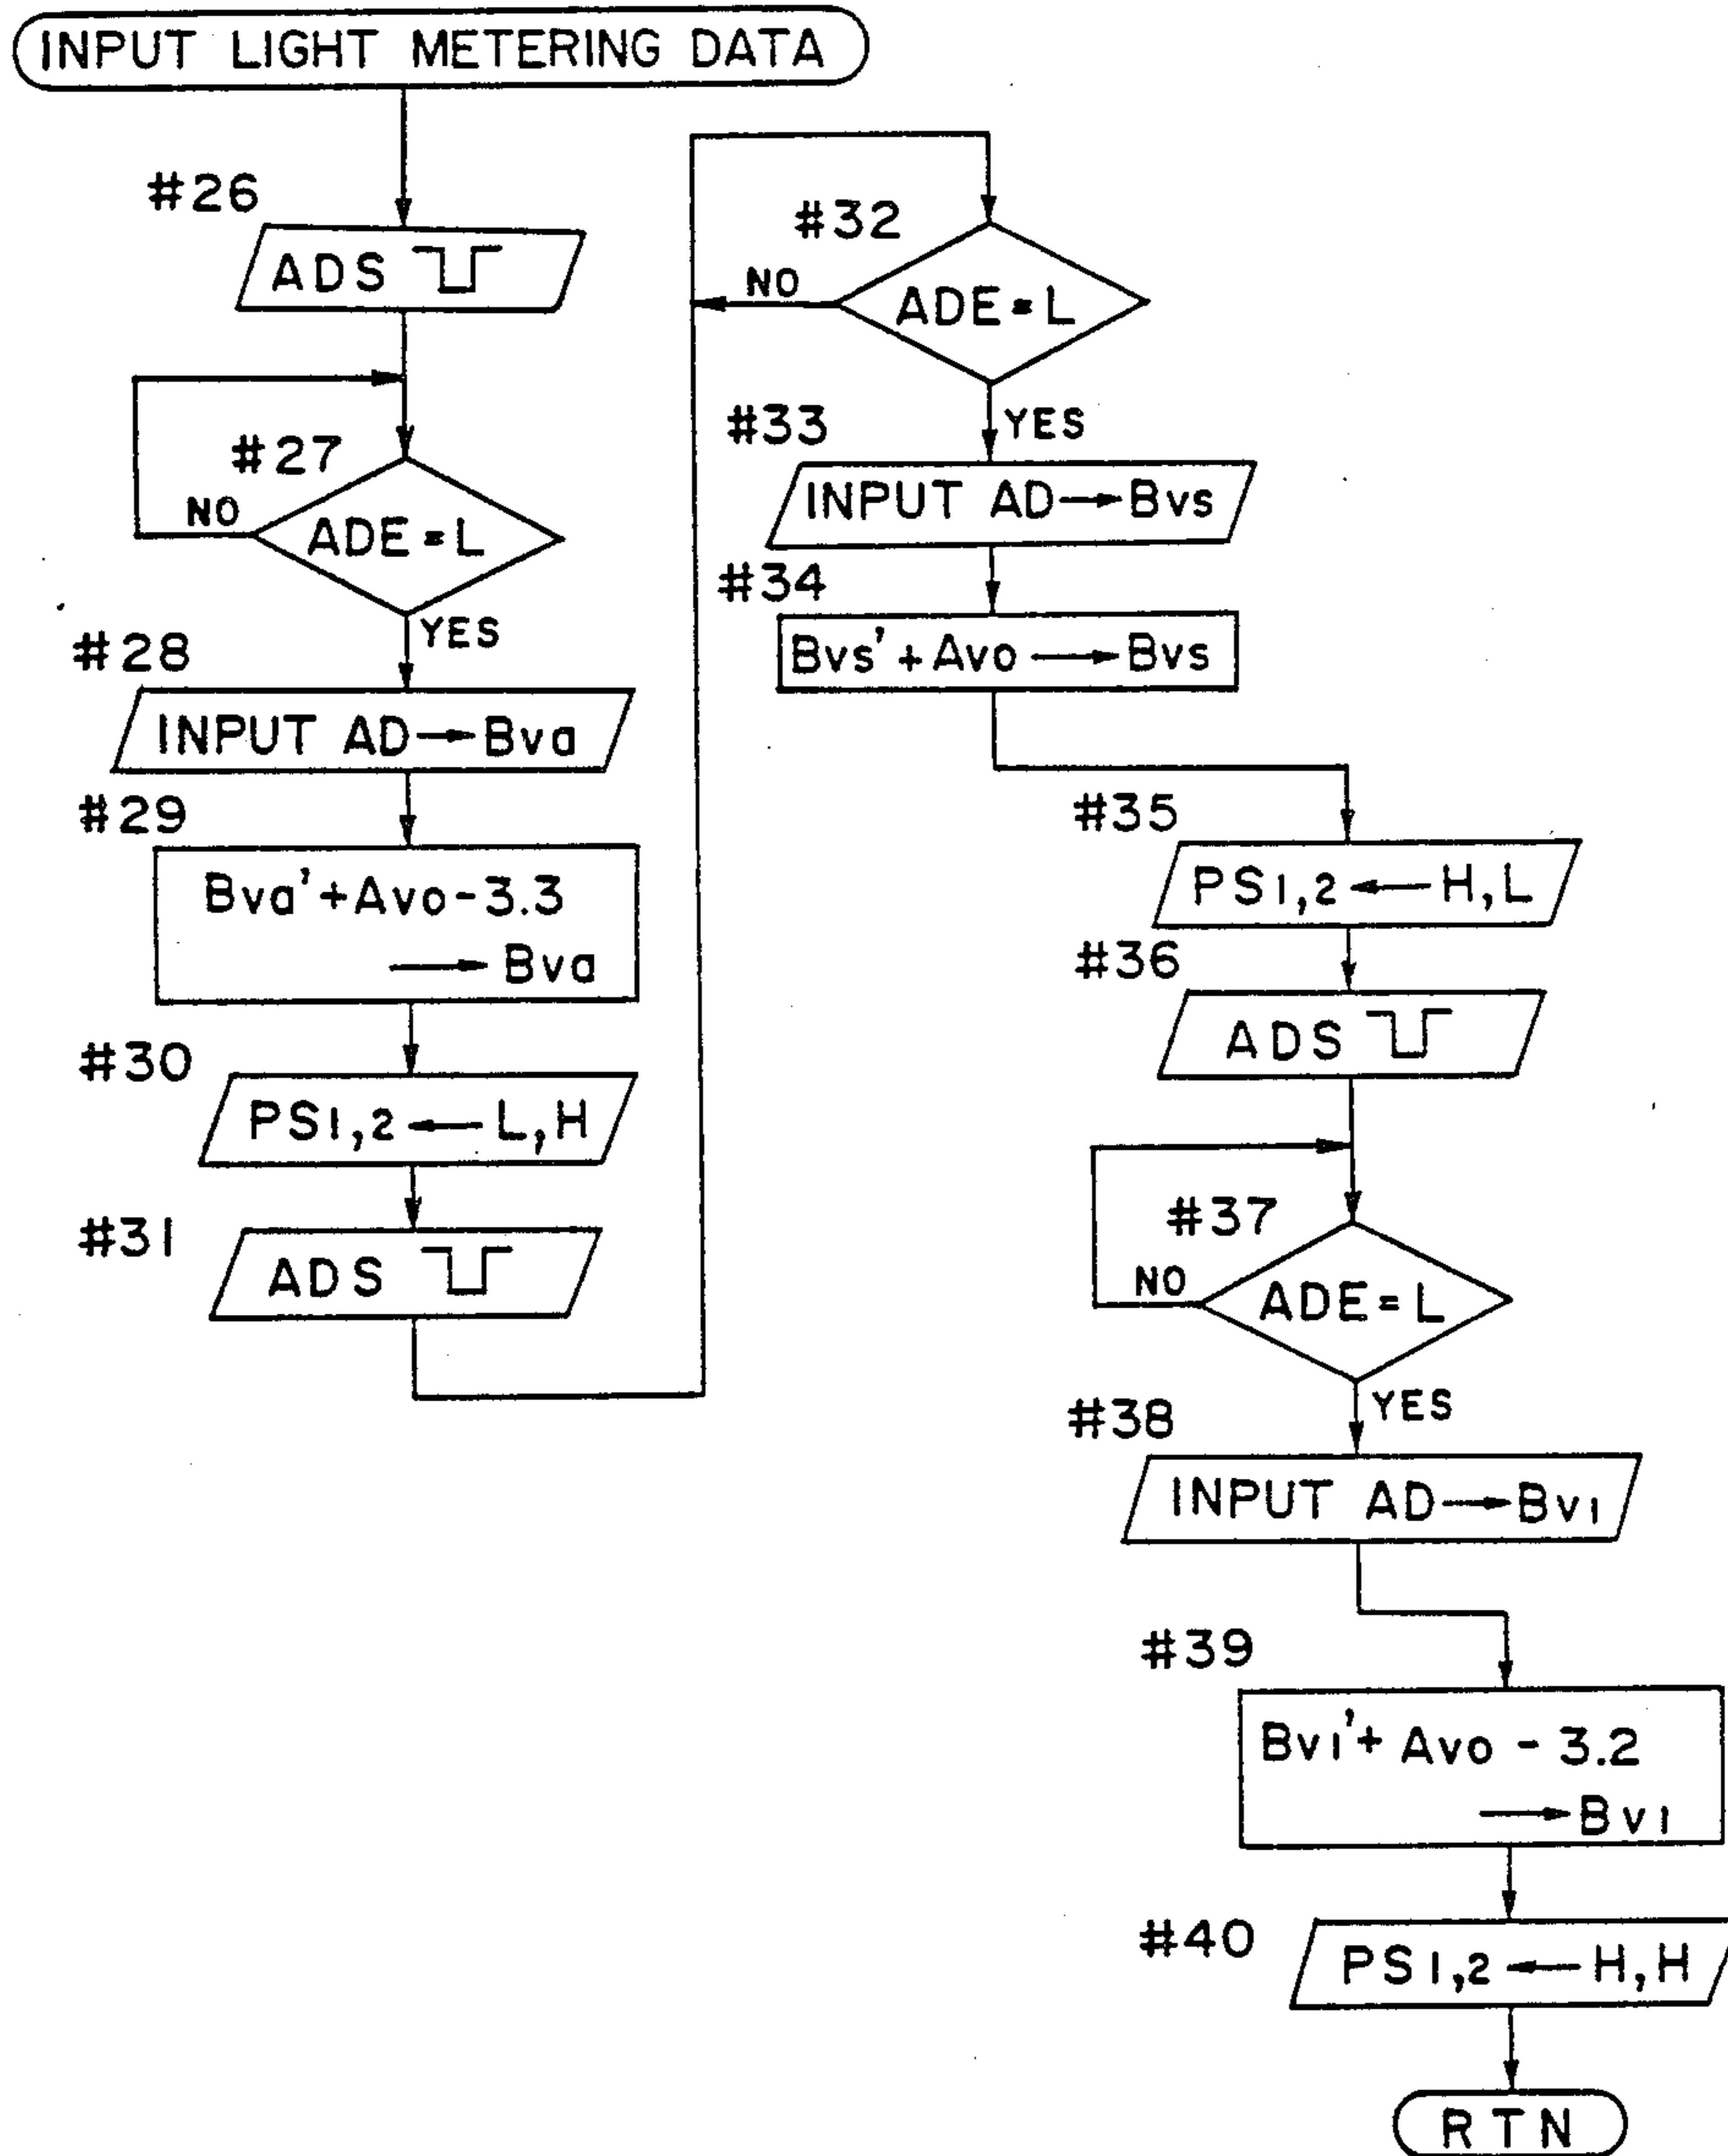 INPUT LIGHT METERING DATA
#26
ADS
#27
ADE = L
NO
YES
#28
INPUT AD → Bva
#29
Bva' + Avo - 3.3
→ Bva
#30
PS1,2 ← L, H
#31
ADS
#32
ADE = L
NO
YES
#33
INPUT AD → Bvs
#34
Bvs' + Avo → Bvs
#35
PS1,2 ← H, L
#36
ADS
#37
ADE = L
NO
YES
#38
INPUT AD → Bv1
#39
Bv1' + Avo - 3.2
→ Bv1
#40
PS1,2 ← H, H
RTN